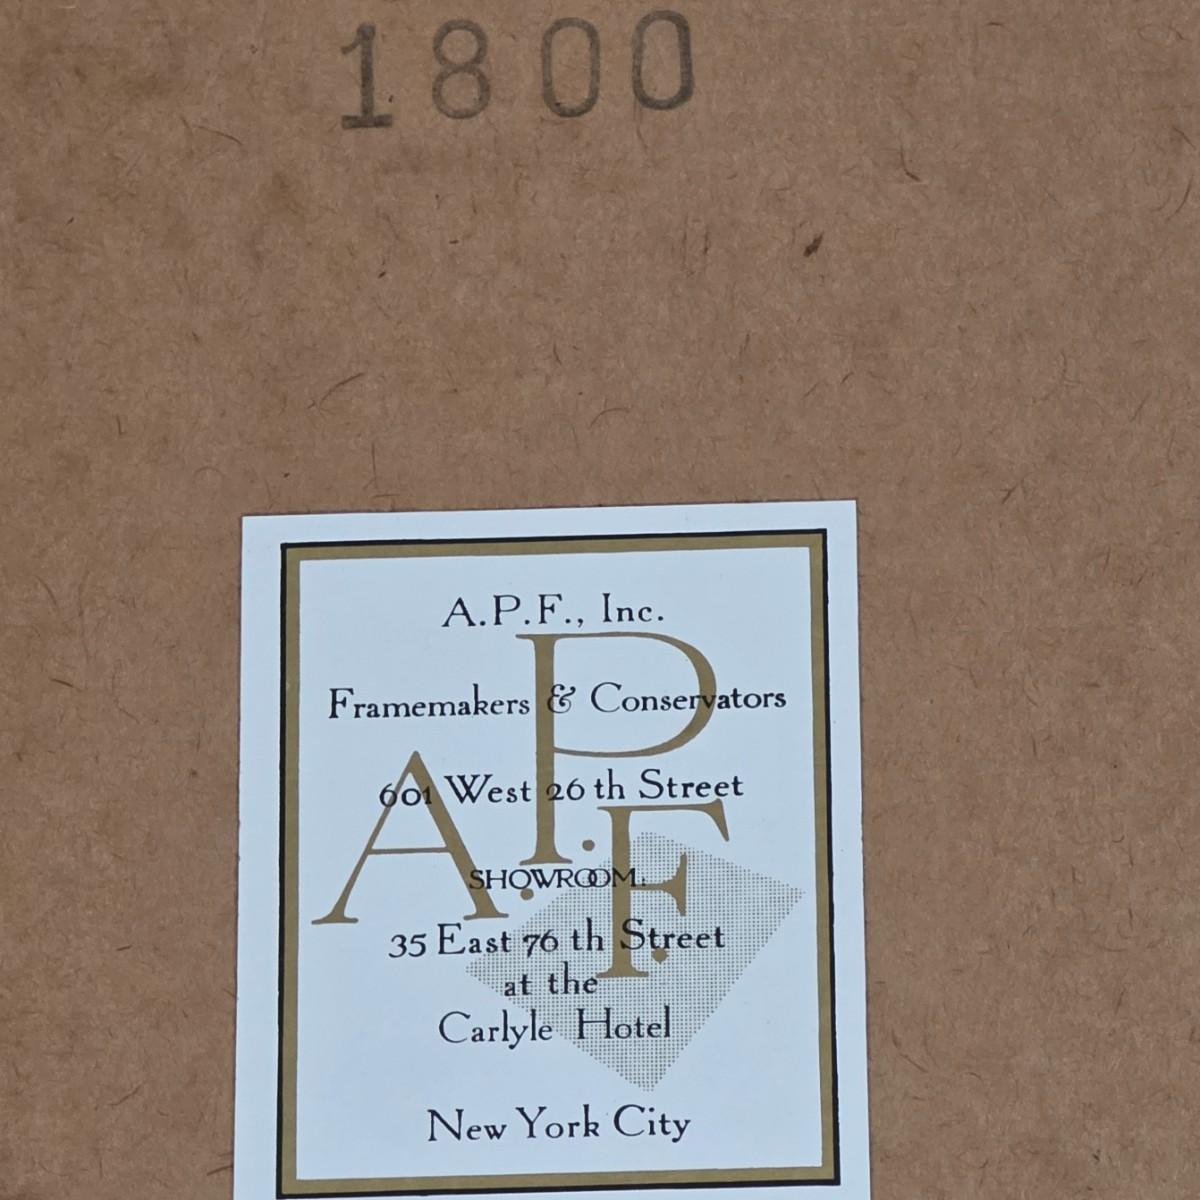 1800
A.P.F., Inc.
Framemakers & Conservators
601 West 26 th Street
A.P.F.
SHOWROOM:
35 East 76 th Street
at the
Carlyle Hotel
New York City